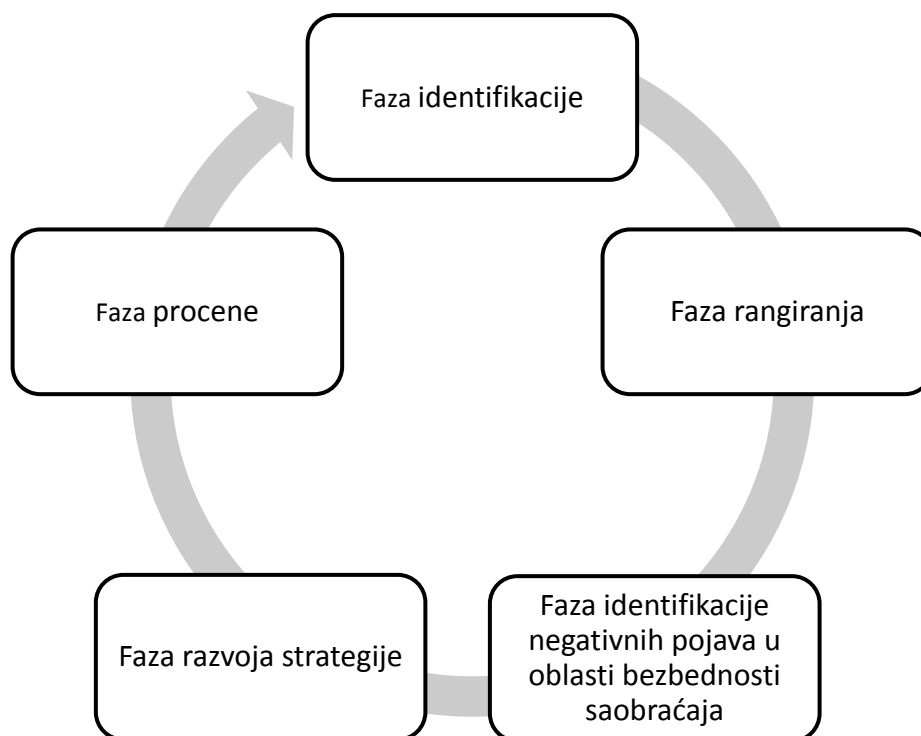 Faza identifikacije
Faza rangiranja
Faza identifikacije
negativnih pojava u
oblasti bezbednosti
saobraćaja
Faza razvoja strategije
Faza procene